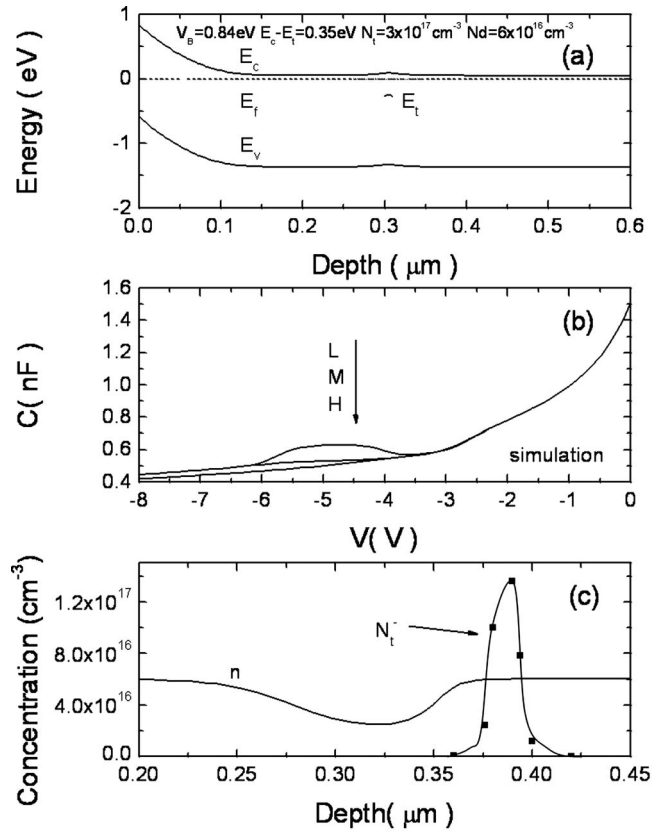 V_B=0.84eV E_c-E_t=0.35eV N_t=3x10^17cm^-3 Nd=6x10^16cm^-3
(a)
E_c
E_f
E_t
E_v
1
0
-1
-2
Energy ( eV)
0.0 0.1 0.2 0.3 0.4 0.5 0.6
Depth ( μm)
(b)
L
M
H
simulation
1.6
1.4
1.2
1.0
0.8
0.6
0.4
C( nF)
-8 -7 -6 -5 -4 -3 -2 -1 0
V( V)
(c)
N_t^-
n
1.2x10^17
8.0x10^16
4.0x10^16
0.0
Concentration (cm^-3)
0.20 0.25 0.30 0.35 0.40 0.45
Depth( μm)